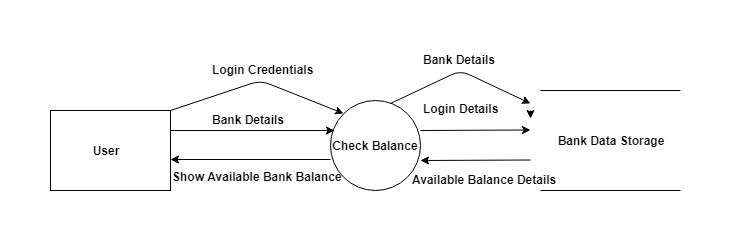 Bank Details
Login Credentials
Login Details
Bank Details
User
Check Balance
Bank Data Storage
Show Available Bank Balance
Available Balance Details